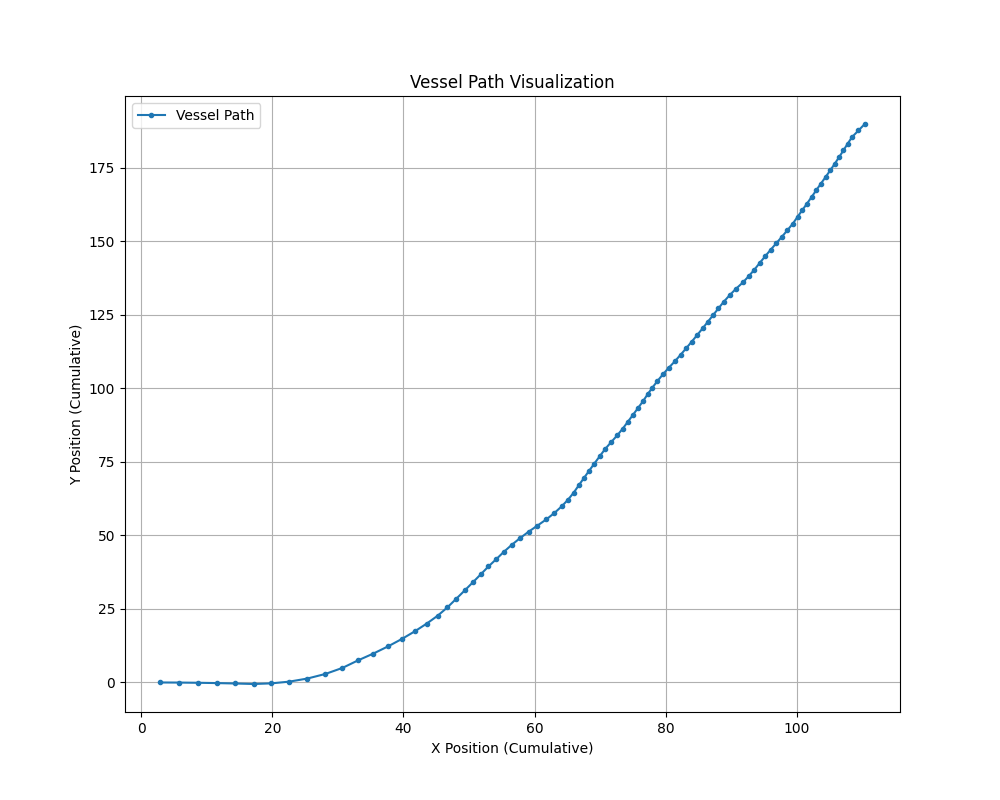 Vessel Path Visualization
Vessel Path
Y Position (Cumulative)
175
150
125
100
75
50
25
0
0 20 40 60 80 100
X Position (Cumulative)